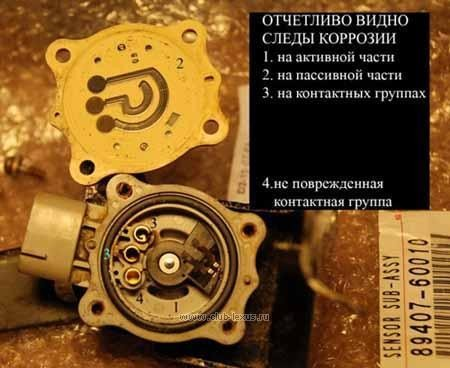 ОТЧЕТЛИВО ВИДНО
СЛЕДЫ КОРРОЗИИ
1. на активной части
2. на пассивной части
3. на контактных группах
4.не поврежденная
контактная группа
2
3
3
4
1
www.club-lexus.ru
SENSOR SUB-ASSY
89407-60010